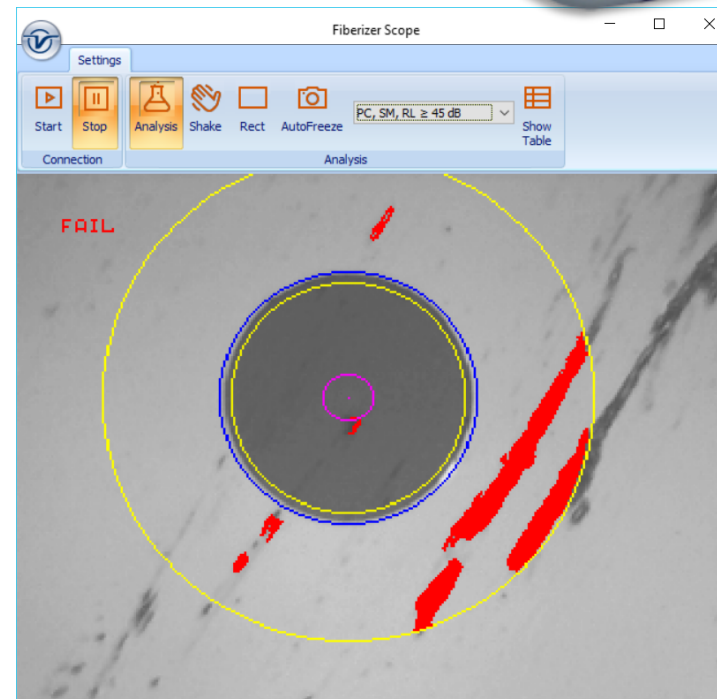 Fiberizer Scope
Settings
Start
Stop
Analysis
Shake
Rect
AutoFreeze
PC, SM, RL ≥ 45 dB
Show
Table
Connection
Analysis
FAIL